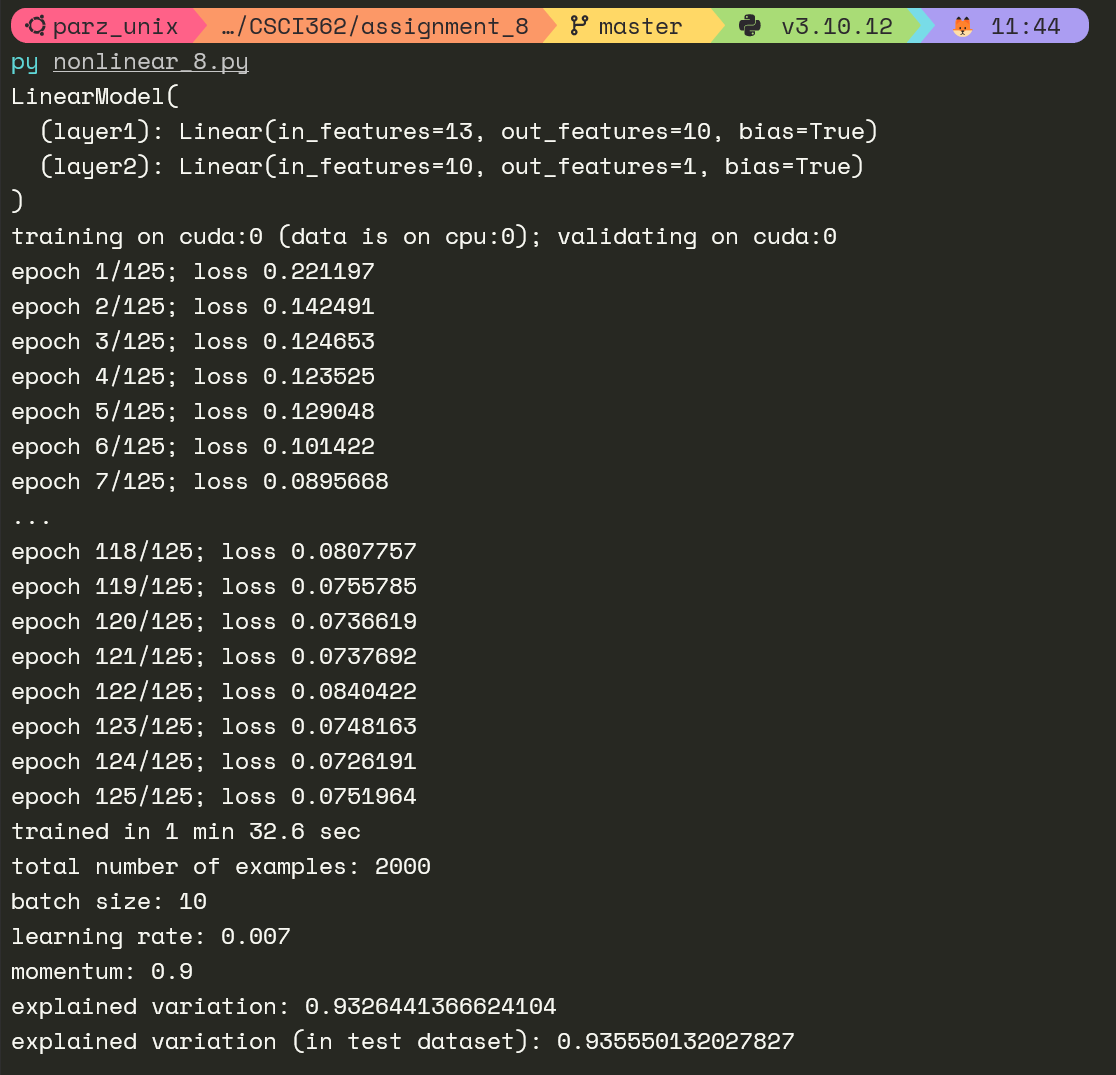 parz_unix …/CSCI362/assignment_8 master v3.10.12 11:44
py nonlinear_8.py
LinearModel(
  (layer1): Linear(in_features=13, out_features=10, bias=True)
  (layer2): Linear(in_features=10, out_features=1, bias=True)
)
training on cuda:0 (data is on cpu:0); validating on cuda:0
epoch 1/125; loss 0.221197
epoch 2/125; loss 0.142491
epoch 3/125; loss 0.124653
epoch 4/125; loss 0.123525
epoch 5/125; loss 0.129048
epoch 6/125; loss 0.101422
epoch 7/125; loss 0.0895668
...
epoch 118/125; loss 0.0807757
epoch 119/125; loss 0.0755785
epoch 120/125; loss 0.0736619
epoch 121/125; loss 0.0737692
epoch 122/125; loss 0.0840422
epoch 123/125; loss 0.0748163
epoch 124/125; loss 0.0726191
epoch 125/125; loss 0.0751964
trained in 1 min 32.6 sec
total number of examples: 2000
batch size: 10
learning rate: 0.007
momentum: 0.9
explained variation: 0.9326441366624104
explained variation (in test dataset): 0.935550132027827